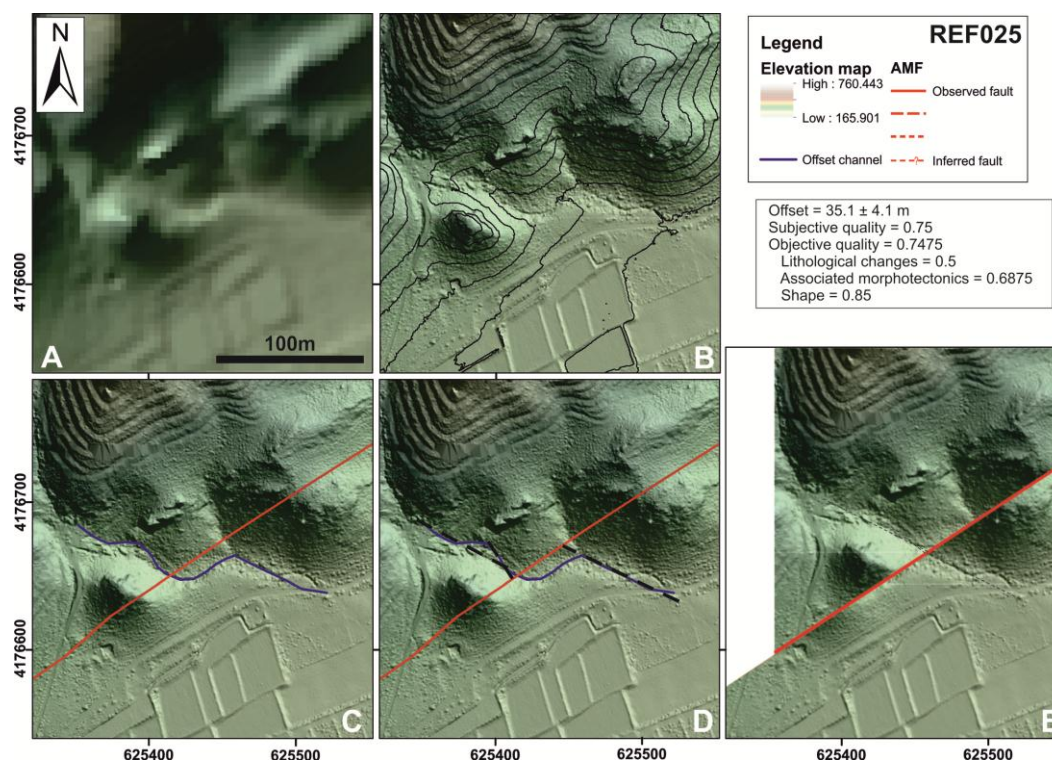 N
REF025
Legend
Elevation map
AMF
High : 760.443
Low : 165.901
Observed fault
Offset channel
Inferred fault
Offset = 35.1 ± 4.1 m
Subjective quality = 0.75
Objective quality = 0.7475
Lithological changes = 0.5
Associated morphotectonics = 0.6875
Shape = 0.85
4176700
4176600
100m
A
B
4176700
4176600
C
D
E
625400
625500
625400
625500
625400
625500